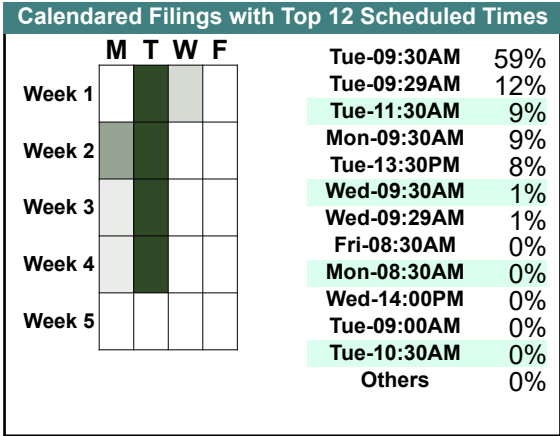 Calendared Filings with Top 12 Scheduled Times
M T W F
Week 1
Week 2
Week 3
Week 4
Week 5
Tue-09:30AM 59%
Tue-09:29AM 12%
Tue-11:30AM 9%
Mon-09:30AM 9%
Tue-13:30PM 8%
Wed-09:30AM 1%
Wed-09:29AM 1%
Fri-08:30AM 0%
Mon-08:30AM 0%
Wed-14:00PM 0%
Tue-09:00AM 0%
Tue-10:30AM 0%
Others 0%